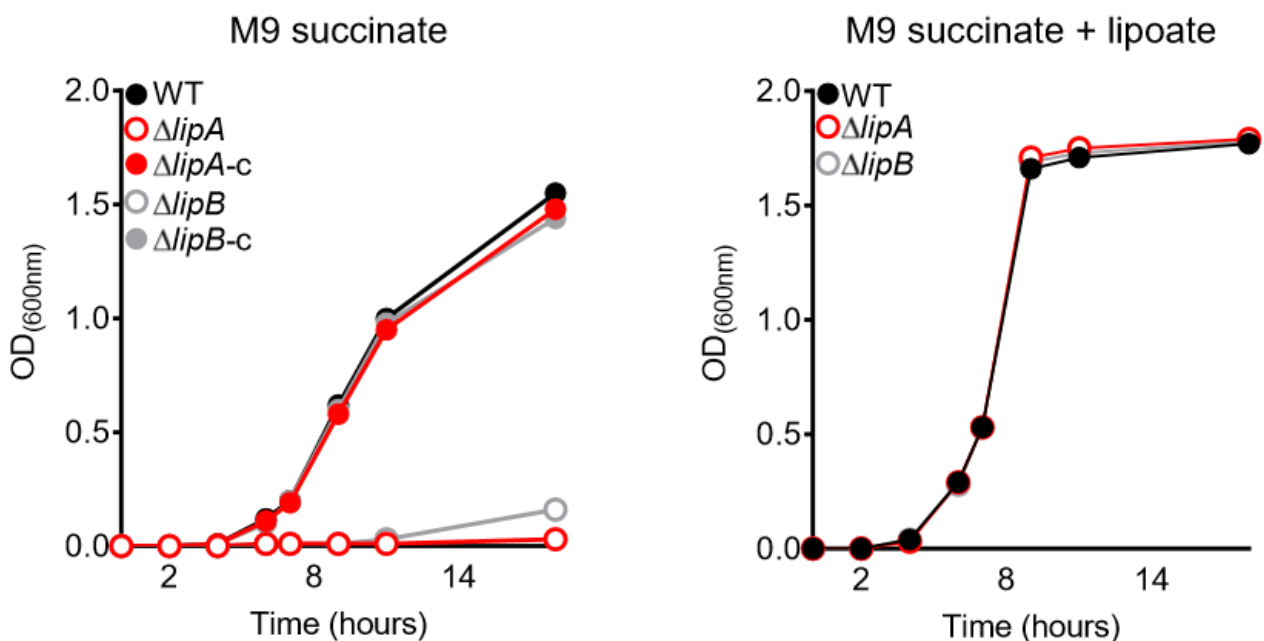 M9 succinate
2.0
WT
ΔlipA
ΔlipA-c
ΔlipB
ΔlipB-c
1.5
1.0
0.5
0.0
OD(600nm)
2 8 14
Time (hours)
M9 succinate + lipoate
2.0
WT
ΔlipA
ΔlipB
1.5
1.0
0.5
0.0
OD(600nm)
2 8 14
Time (hours)